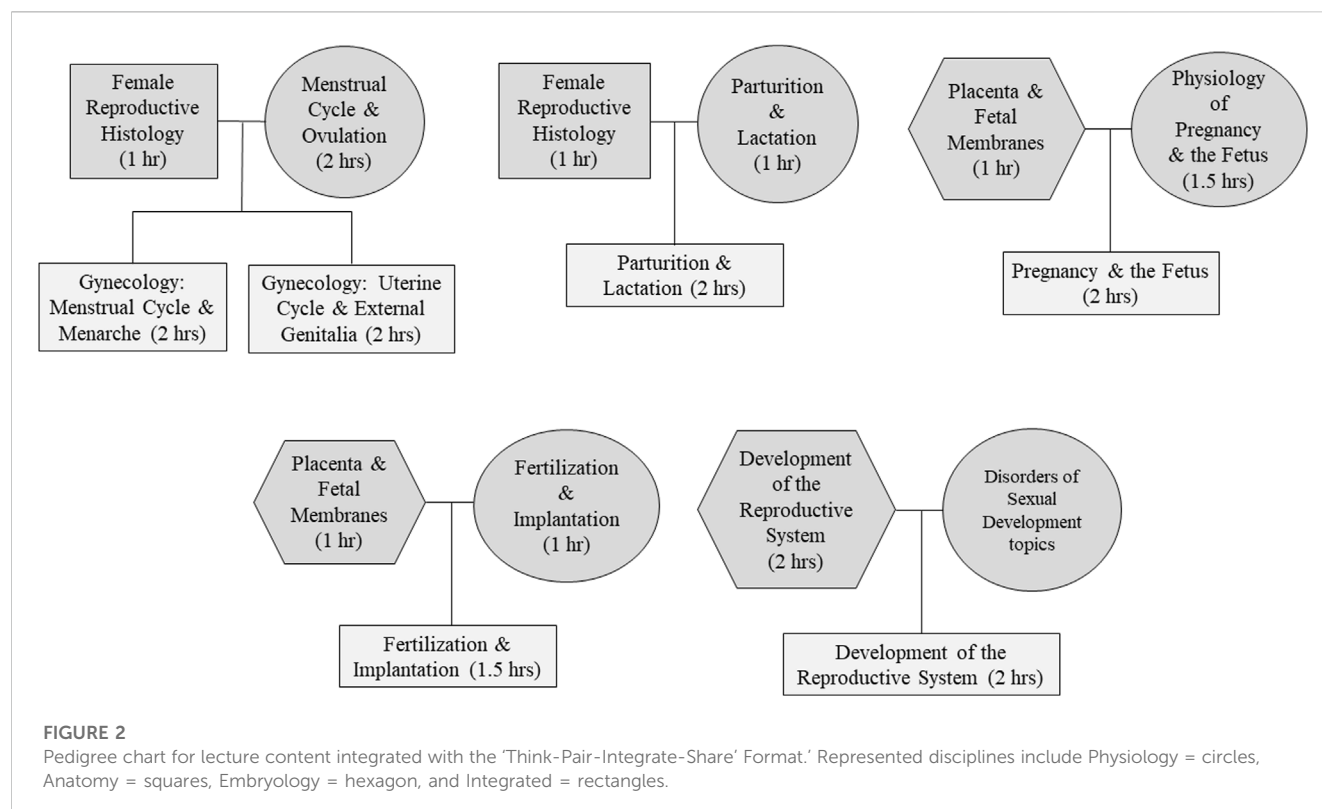 Female
Reproductive
Histology
(1 hr)
Menstrual
Cycle &
Ovulation
(2 hrs)
Gynecology:
Menstrual Cycle &
Menarche (2 hrs)
Gynecology: Uterine
Cycle & External
Genitalia (2 hrs)
Female
Reproductive
Histology
(1 hr)
Parturition
&
Lactation
(1 hr)
Parturition &
Lactation (2 hrs)
Placenta &
Fetal
Membranes
(1 hr)
Physiology
of
Pregnancy
& the Fetus
(1.5 hrs)
Pregnancy & the Fetus
(2 hrs)
Placenta &
Fetal
Membranes
(1 hr)
Fertilization
&
Implantation
(1 hr)
Fertilization &
Implantation (1.5 hrs)
Development
of the
Reproductive
System
(2 hrs)
Disorders of
Sexual
Development
topics
Development of the
Reproductive System (2 hrs)
FIGURE 2
Pedigree chart for lecture content integrated with the ‘Think-Pair-Integrate-Share’ Format.’ Represented disciplines include Physiology = circles,
Anatomy = squares, Embryology = hexagon, and Integrated = rectangles.